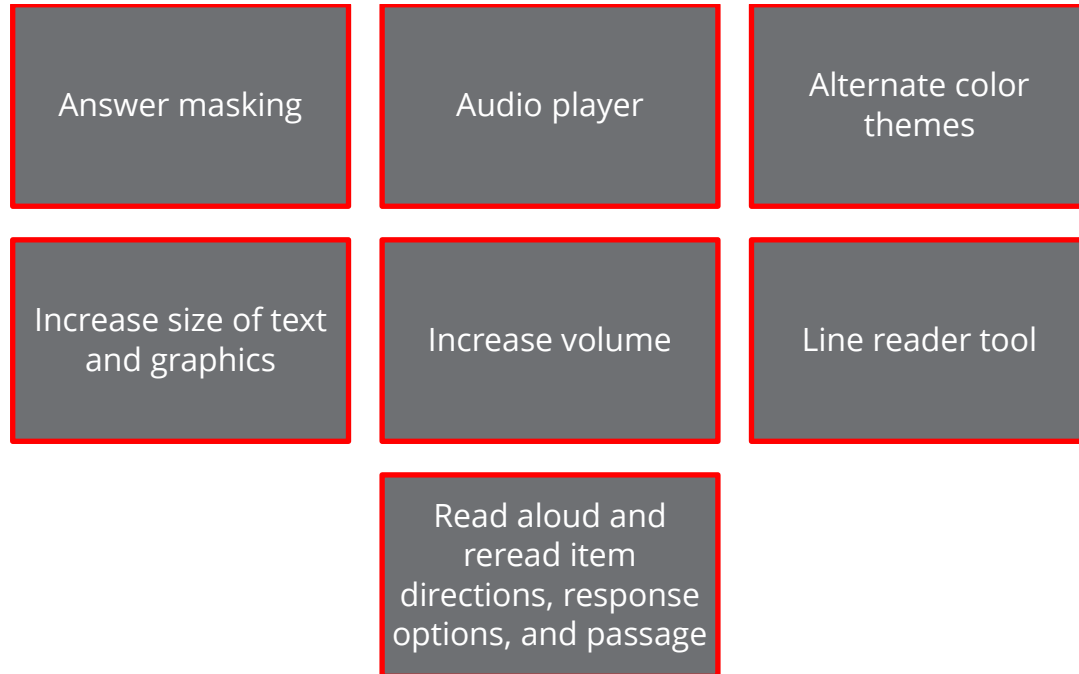 Answer masking
Audio player
Alternate color
themes
Increase size of text
and graphics
Increase volume
Line reader tool
Read aloud and
reread item
directions, response
options, and passage